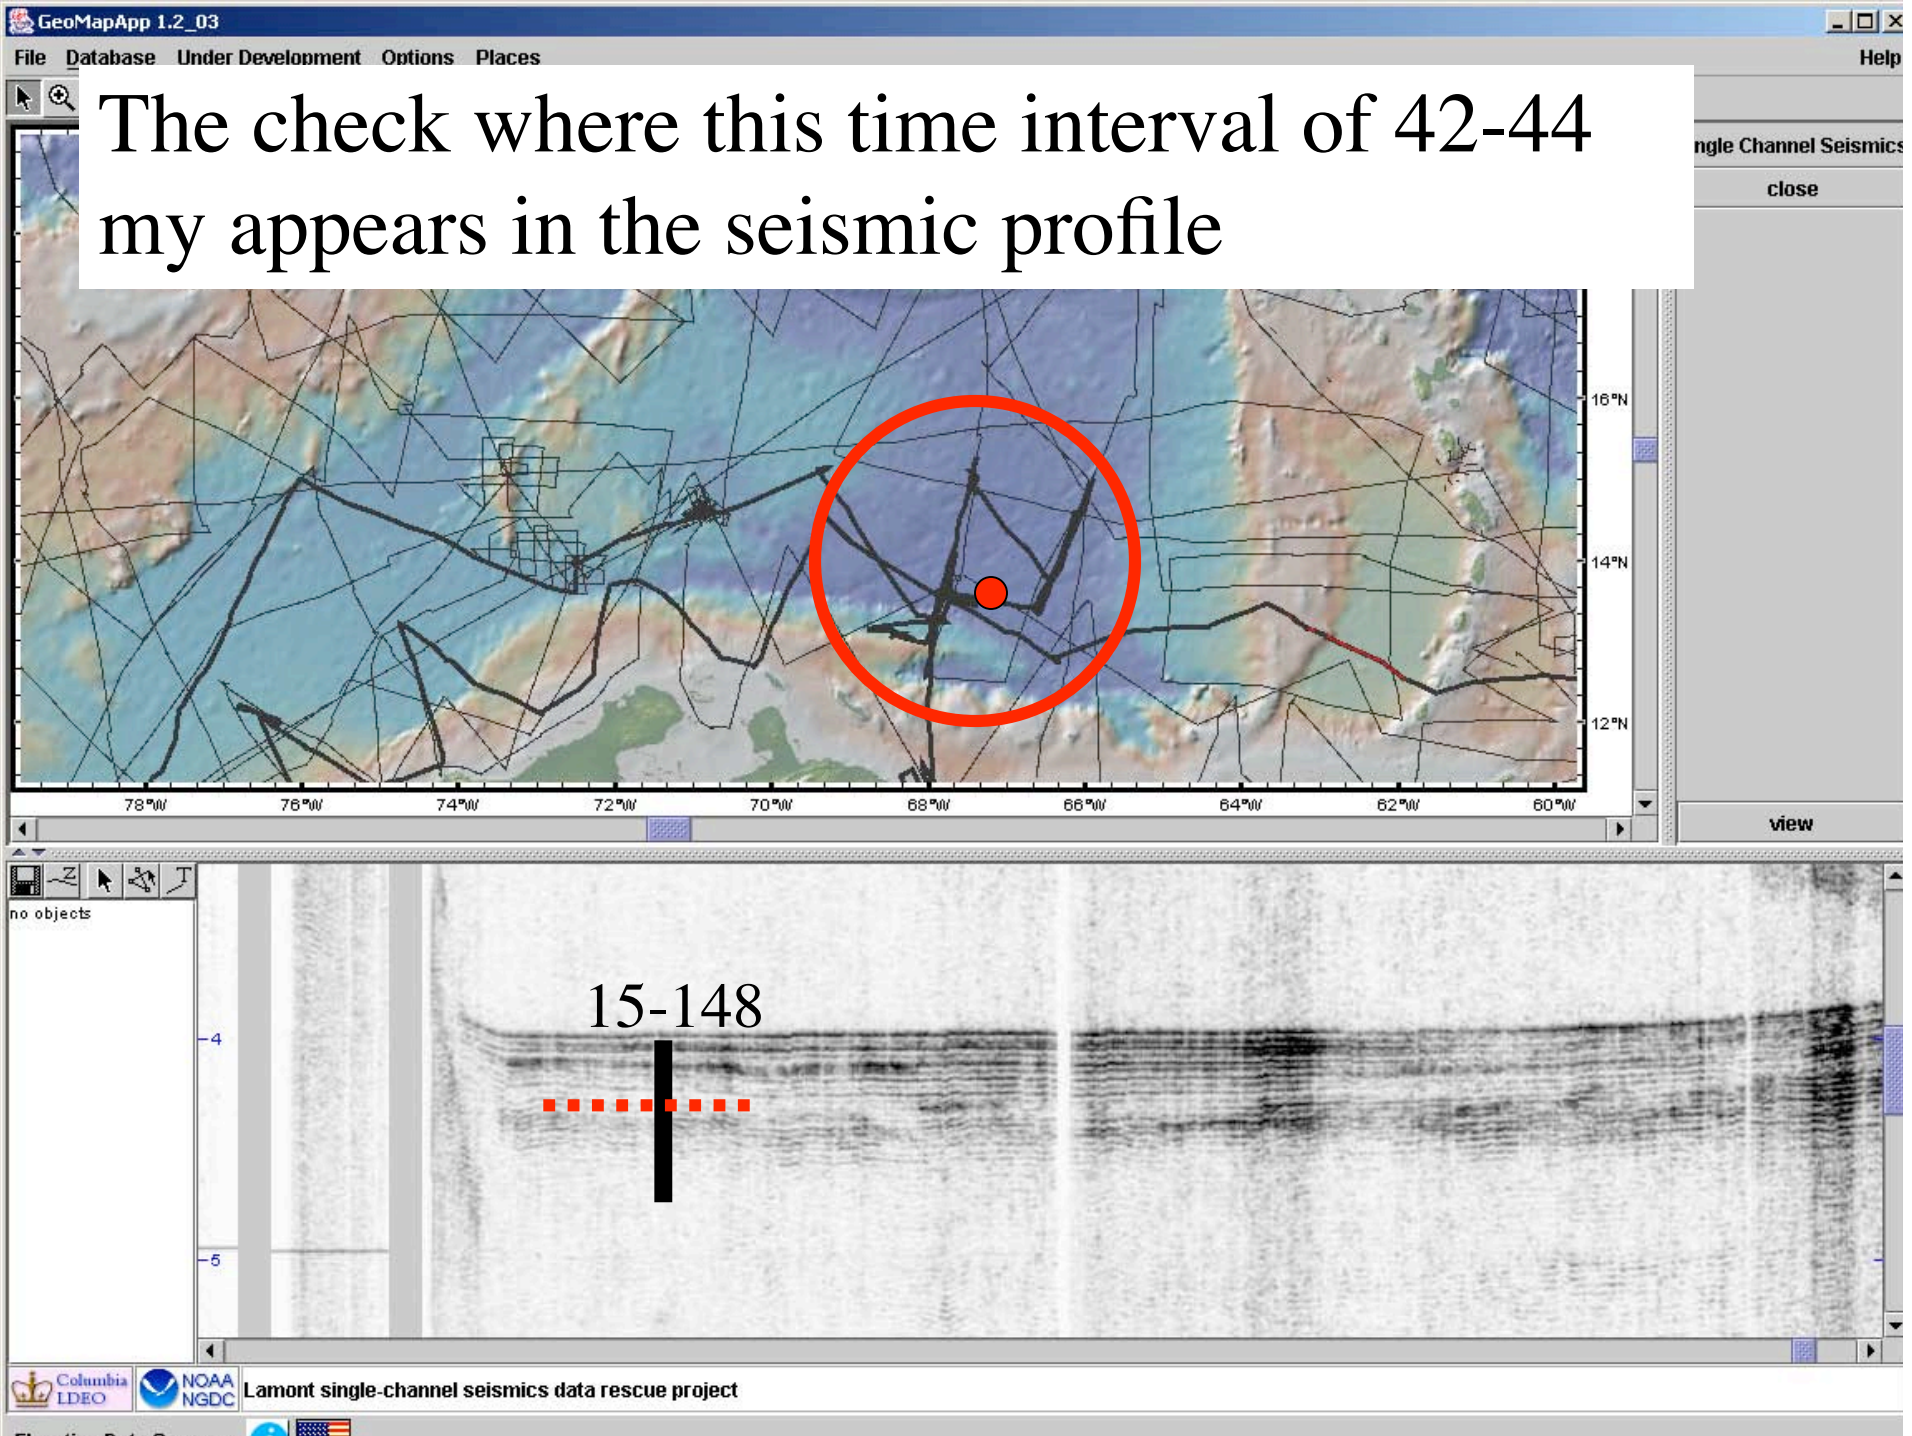 GeoMapApp 1.2_03
File Database Under Development Options Places Help
The check where this time interval of 42-44
my appears in the seismic profile
ngle Channel Seismics
close
16°N
14°N
12°N
78°W 76°W 74°W 72°W 70°W 68°W 66°W 64°W 62°W 60°W
view
Z T
no objects
15-148
-4
-5
Columbia
LDEO
NOAA
NGDC
Lamont single-channel seismics data rescue project